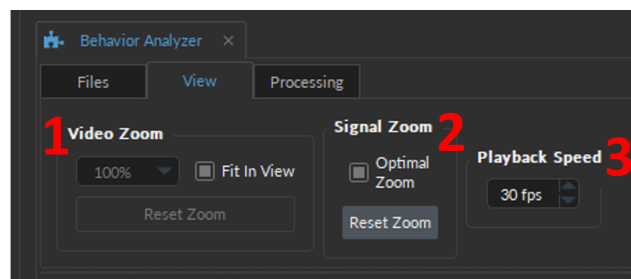 Behavior Analyzer
Files View Processing
1 Video Zoom
100% Fit In View
Reset Zoom
Signal Zoom 2
Optimal
Zoom
Reset Zoom
Playback Speed 3
30 fps